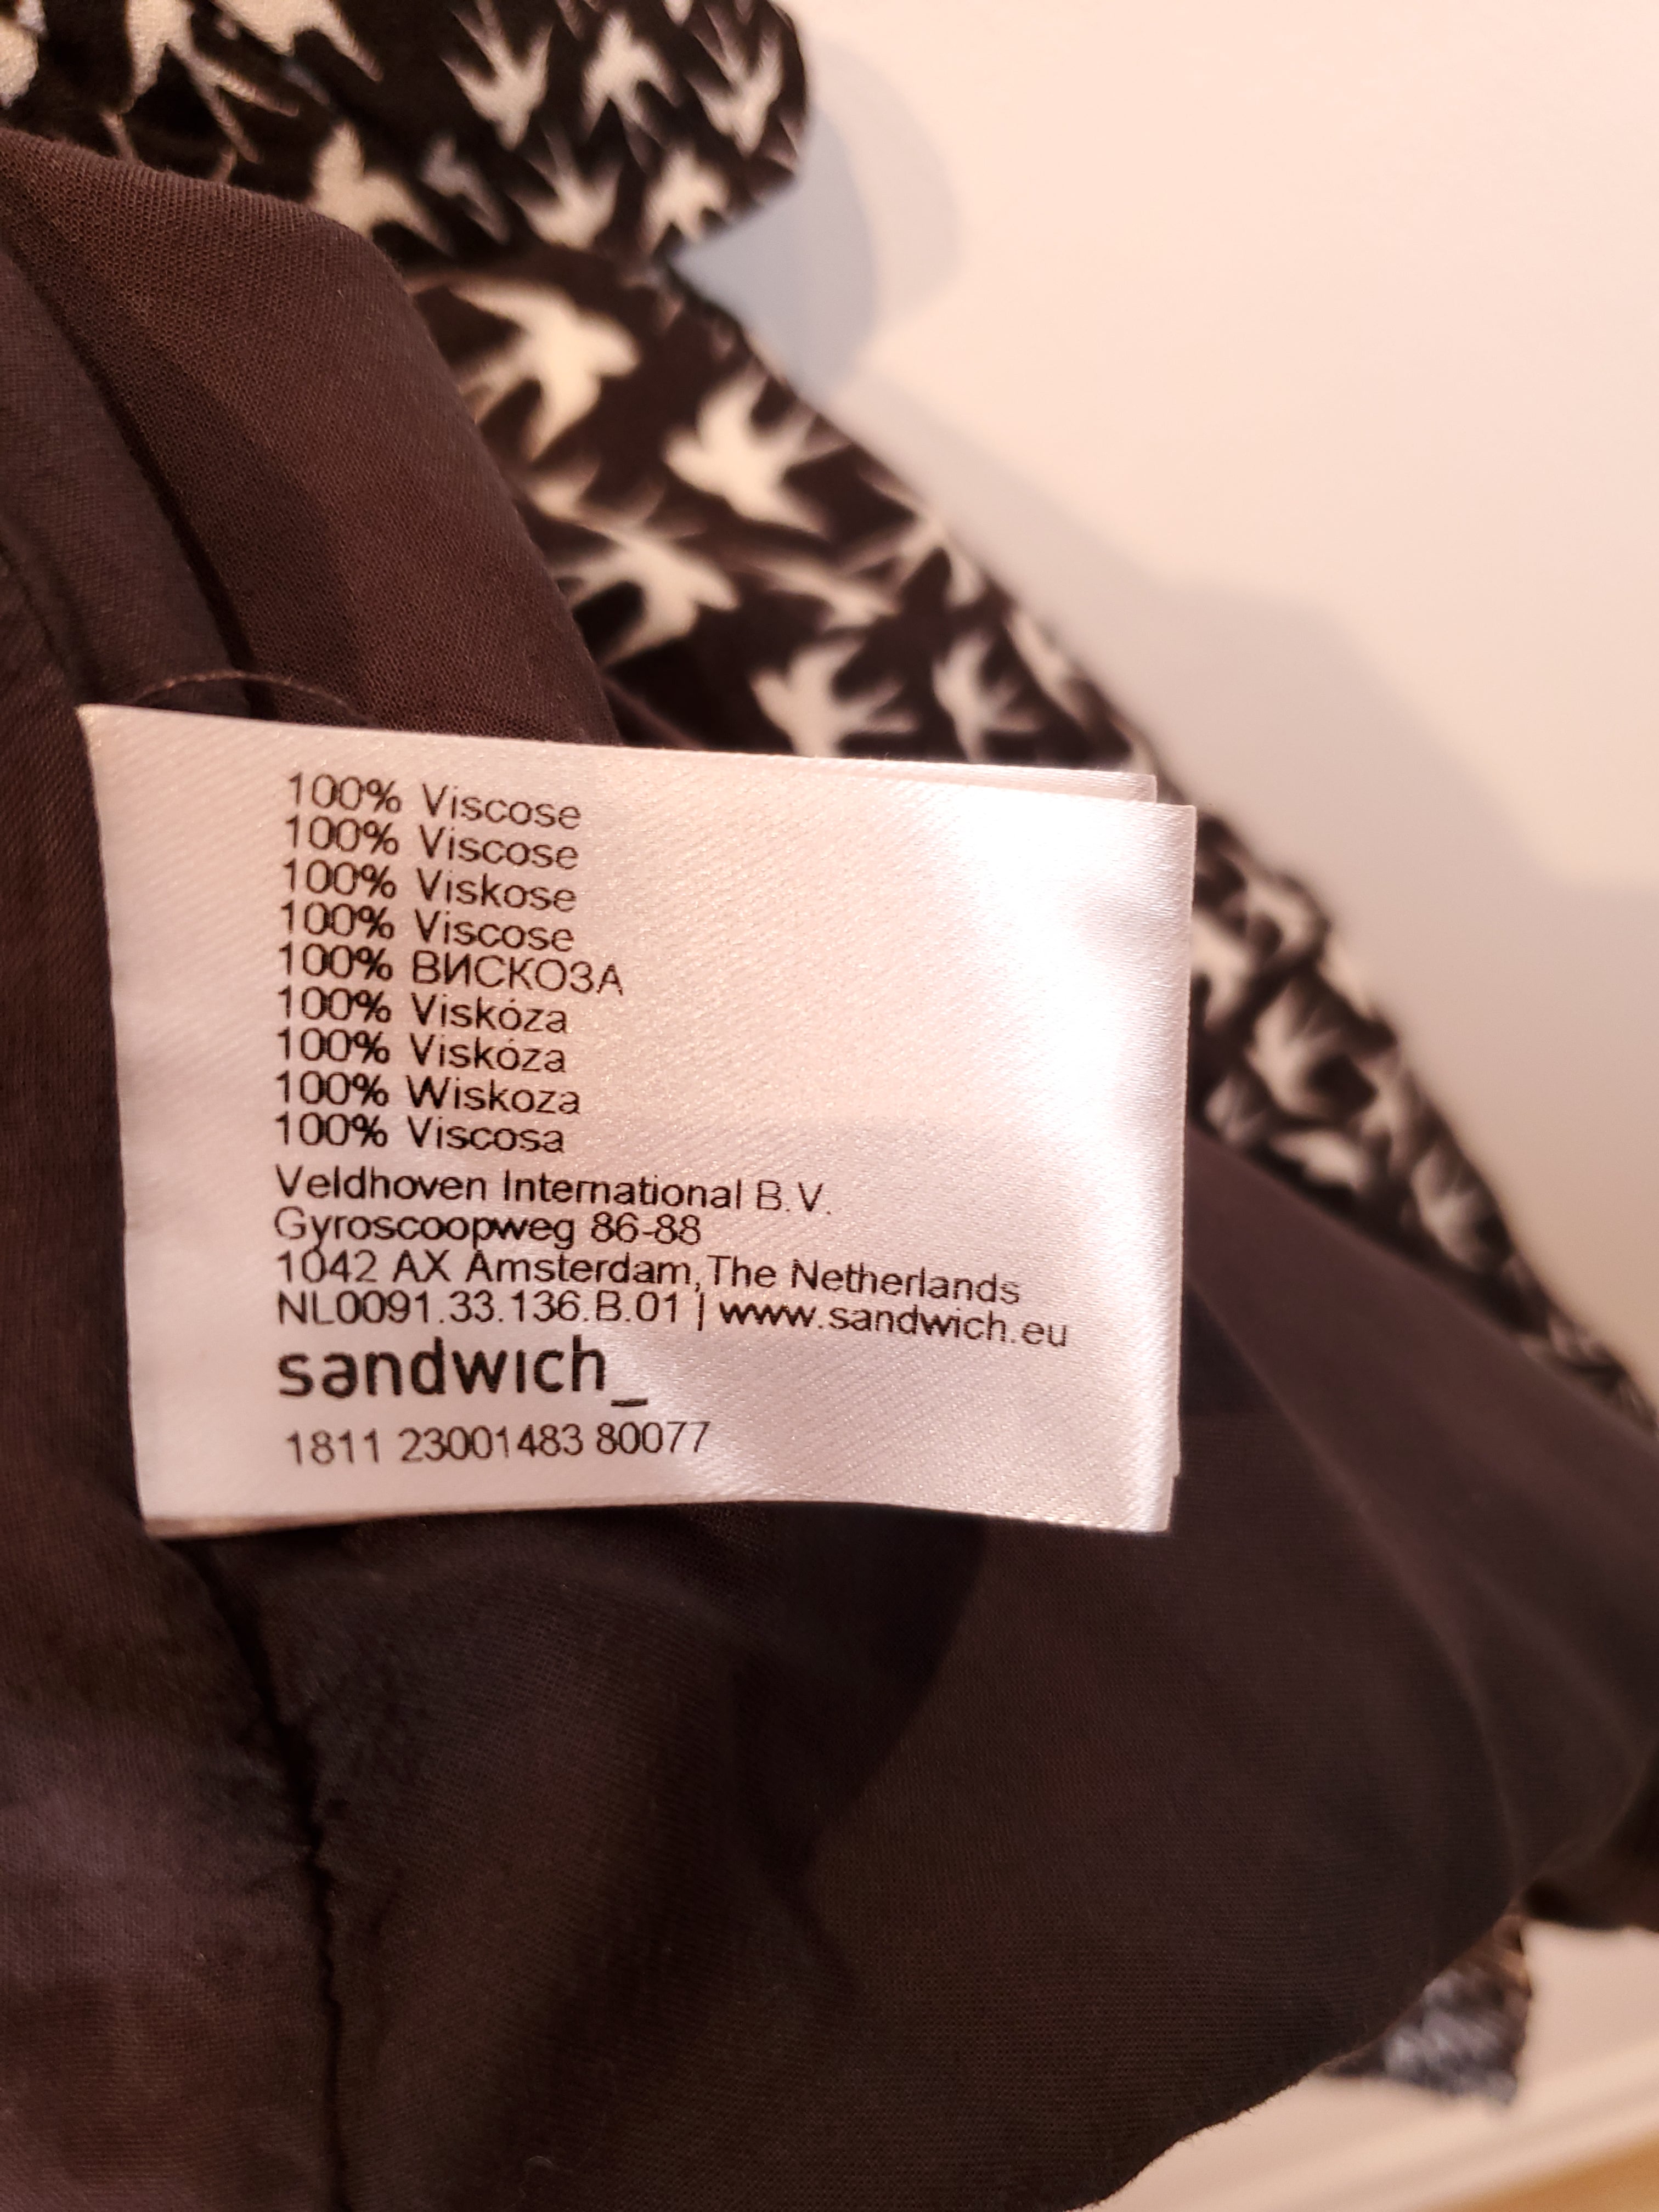 100% Viscose
100% Viscose
100% Viskose
100% Viscose
100% ВИСКОЗА
100% Viskóza
100% Viskóza
100% Wiskoza
100% Viscosa
Veldhoven International B.V.
Gyroscoopweg 86-88
1042 AX Amsterdam, The Netherlands
NL0091.33.136.B.01 | www.sandwich.eu
sandwich_
1811 23001483 80077